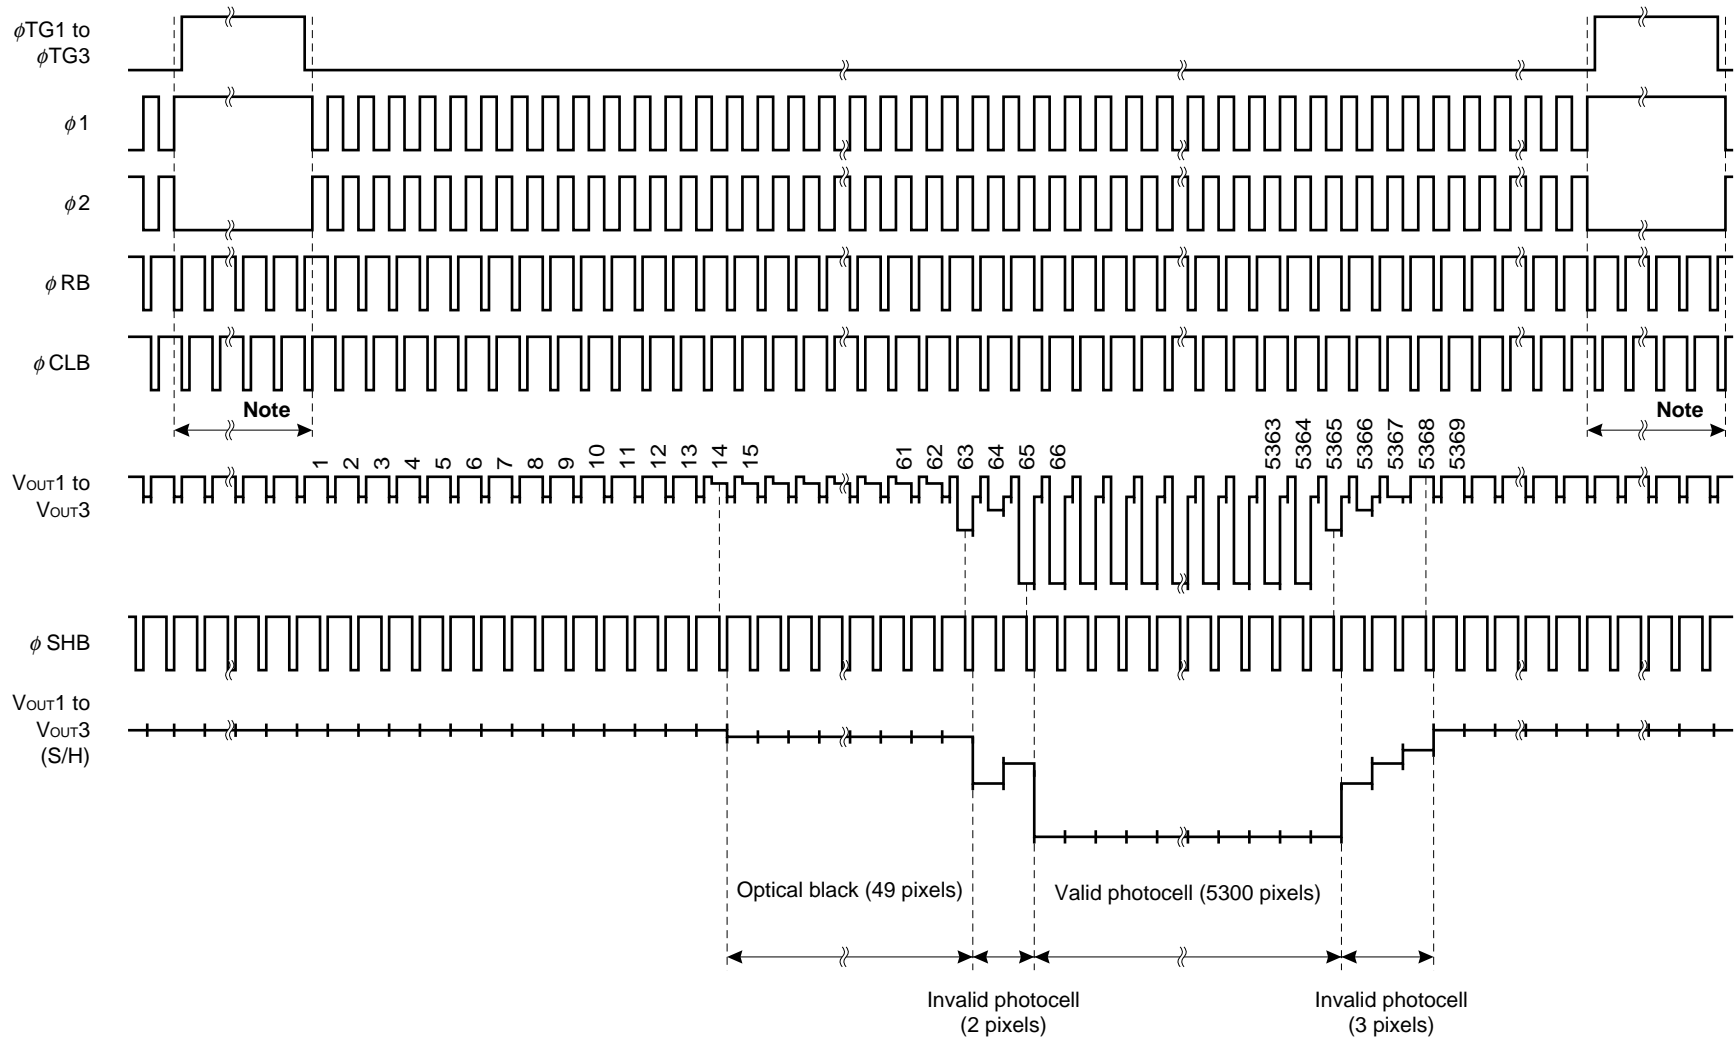 ϕTG1 to
ϕTG3
ϕ1
ϕ2
ϕRB
ϕCLB
Note Note
1 2 3 4 5 6 7 8 9 10 11 12 13 14 15 61 62 63 64 65 66 5363 5364 5365 5366 5367 5368 5369
VOUT1 to
VOUT3
ϕSHB
VOUT1 to
VOUT3
(S/H)
Optical black (49 pixels) Valid photocell (5300 pixels)
Invalid photocell Invalid photocell
(2 pixels) (3 pixels)